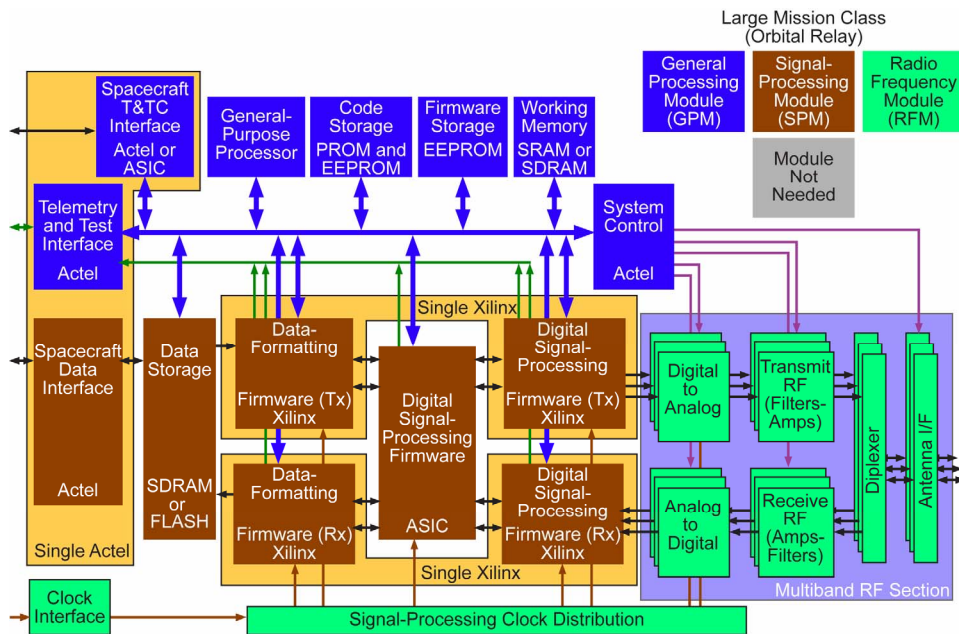 Large Mission Class
(Orbital Relay)
General
Processing
Module
(GPM)
Signal-
Processing
Module
(SPM)
Radio
Frequency
Module
(RFM)
Module
Not
Needed
Spacecraft
T&TC
Interface
Actel or
ASIC
General-
Purpose
Processor
Code
Storage
PROM and
EEPROM
Firmware
Storage
EEPROM
Working
Memory
SRAM or
SDRAM
Telemetry
and Test
Interface
Actel
System
Control
Actel
Single Xilinx
Spacecraft
Data
Interface
Actel
Single Actel
Data
Storage
SDRAM
or
FLASH
Data-
Formatting
Firmware (Tx)
Xilinx
Digital
Signal-
Processing
Firmware
ASIC
Digital
Signal-
Processing
Firmware (Tx)
Xilinx
Data-
Formatting
Firmware (Rx)
Xilinx
Digital
Signal-
Processing
Firmware (Rx)
Xilinx
Single Xilinx
Digital
to
Analog
Transmit
RF
(Filters-
Amps)
Analog
to
Digital
Receive
RF
(Amps-
Filters)
Diplexer
Antenna I/F
Multiband RF Section
Clock
Interface
Signal-Processing Clock Distribution